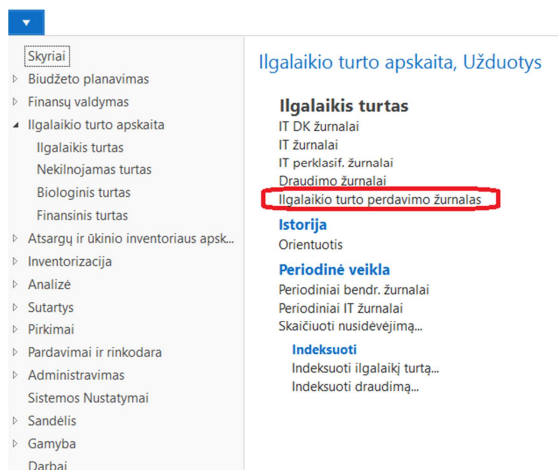 Skyriai
Biudžeto planavimas
Finansų valdymas
Ilgalaikio turto apskaita
Ilgalaikis turtas
Nekilnojamas turtas
Biologinis turtas
Finansinis turtas
Atsargų ir ūkinio inventoriaus apsk...
Inventorizacija
Analizė
Sutartys
Pirkimai
Pardavimai ir rinkodara
Administravimas
Sistemos Nustatymai
Sandėlis
Gamyba
Darbai
Ilgalaikio turto apskaita, Užduotys
Ilgalaikis turtas
IT DK žurnalai
IT žurnalai
IT perklasif. žurnalai
Draudimo žurnalai
Ilgalaikio turto perdavimo žurnalas
Istorija
Orientuotis
Periodinė veikla
Periodiniai bendr. žurnalai
Periodiniai IT žurnalai
Skaičiuoti nusidėvėjimą...
Indeksuoti
Indeksuoti ilgalaikį turtą...
Indeksuoti draudimą...